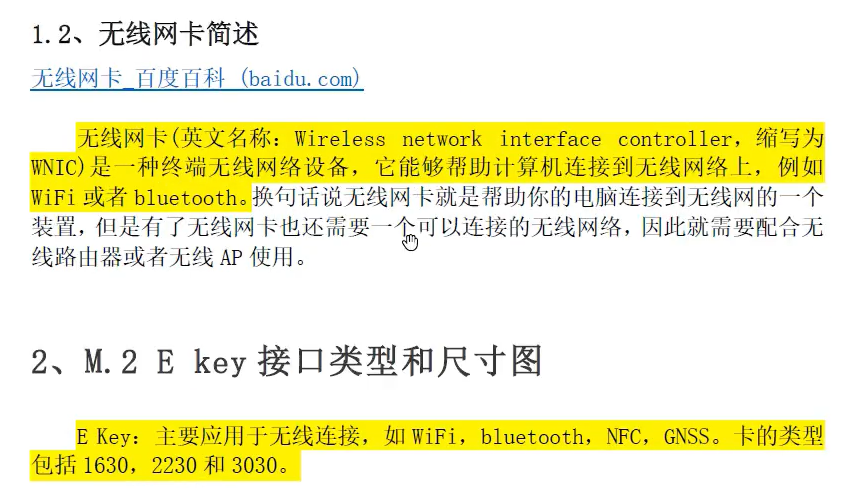 1.2、无线网卡简述
无线网卡_百度百科 (baidu.com)
无线网卡(英文名称：Wireless network interface controller，缩写为
WNIC)是一种终端无线网络设备，它能够帮助计算机连接到无线网络上，例如
WiFi 或者 bluetooth。换句话说无线网卡就是帮助你的电脑连接到无线网的一个
装置，但是有了无线网卡也还需要一个可以连接的无线网络，因此就需要配合无
线路由器或者无线 AP 使用。
2、M.2 E key 接口类型和尺寸图
E Key：主要应用于无线连接，如 WiFi，bluetooth，NFC，GNSS。卡的类型
包括 1630，2230 和 3030。